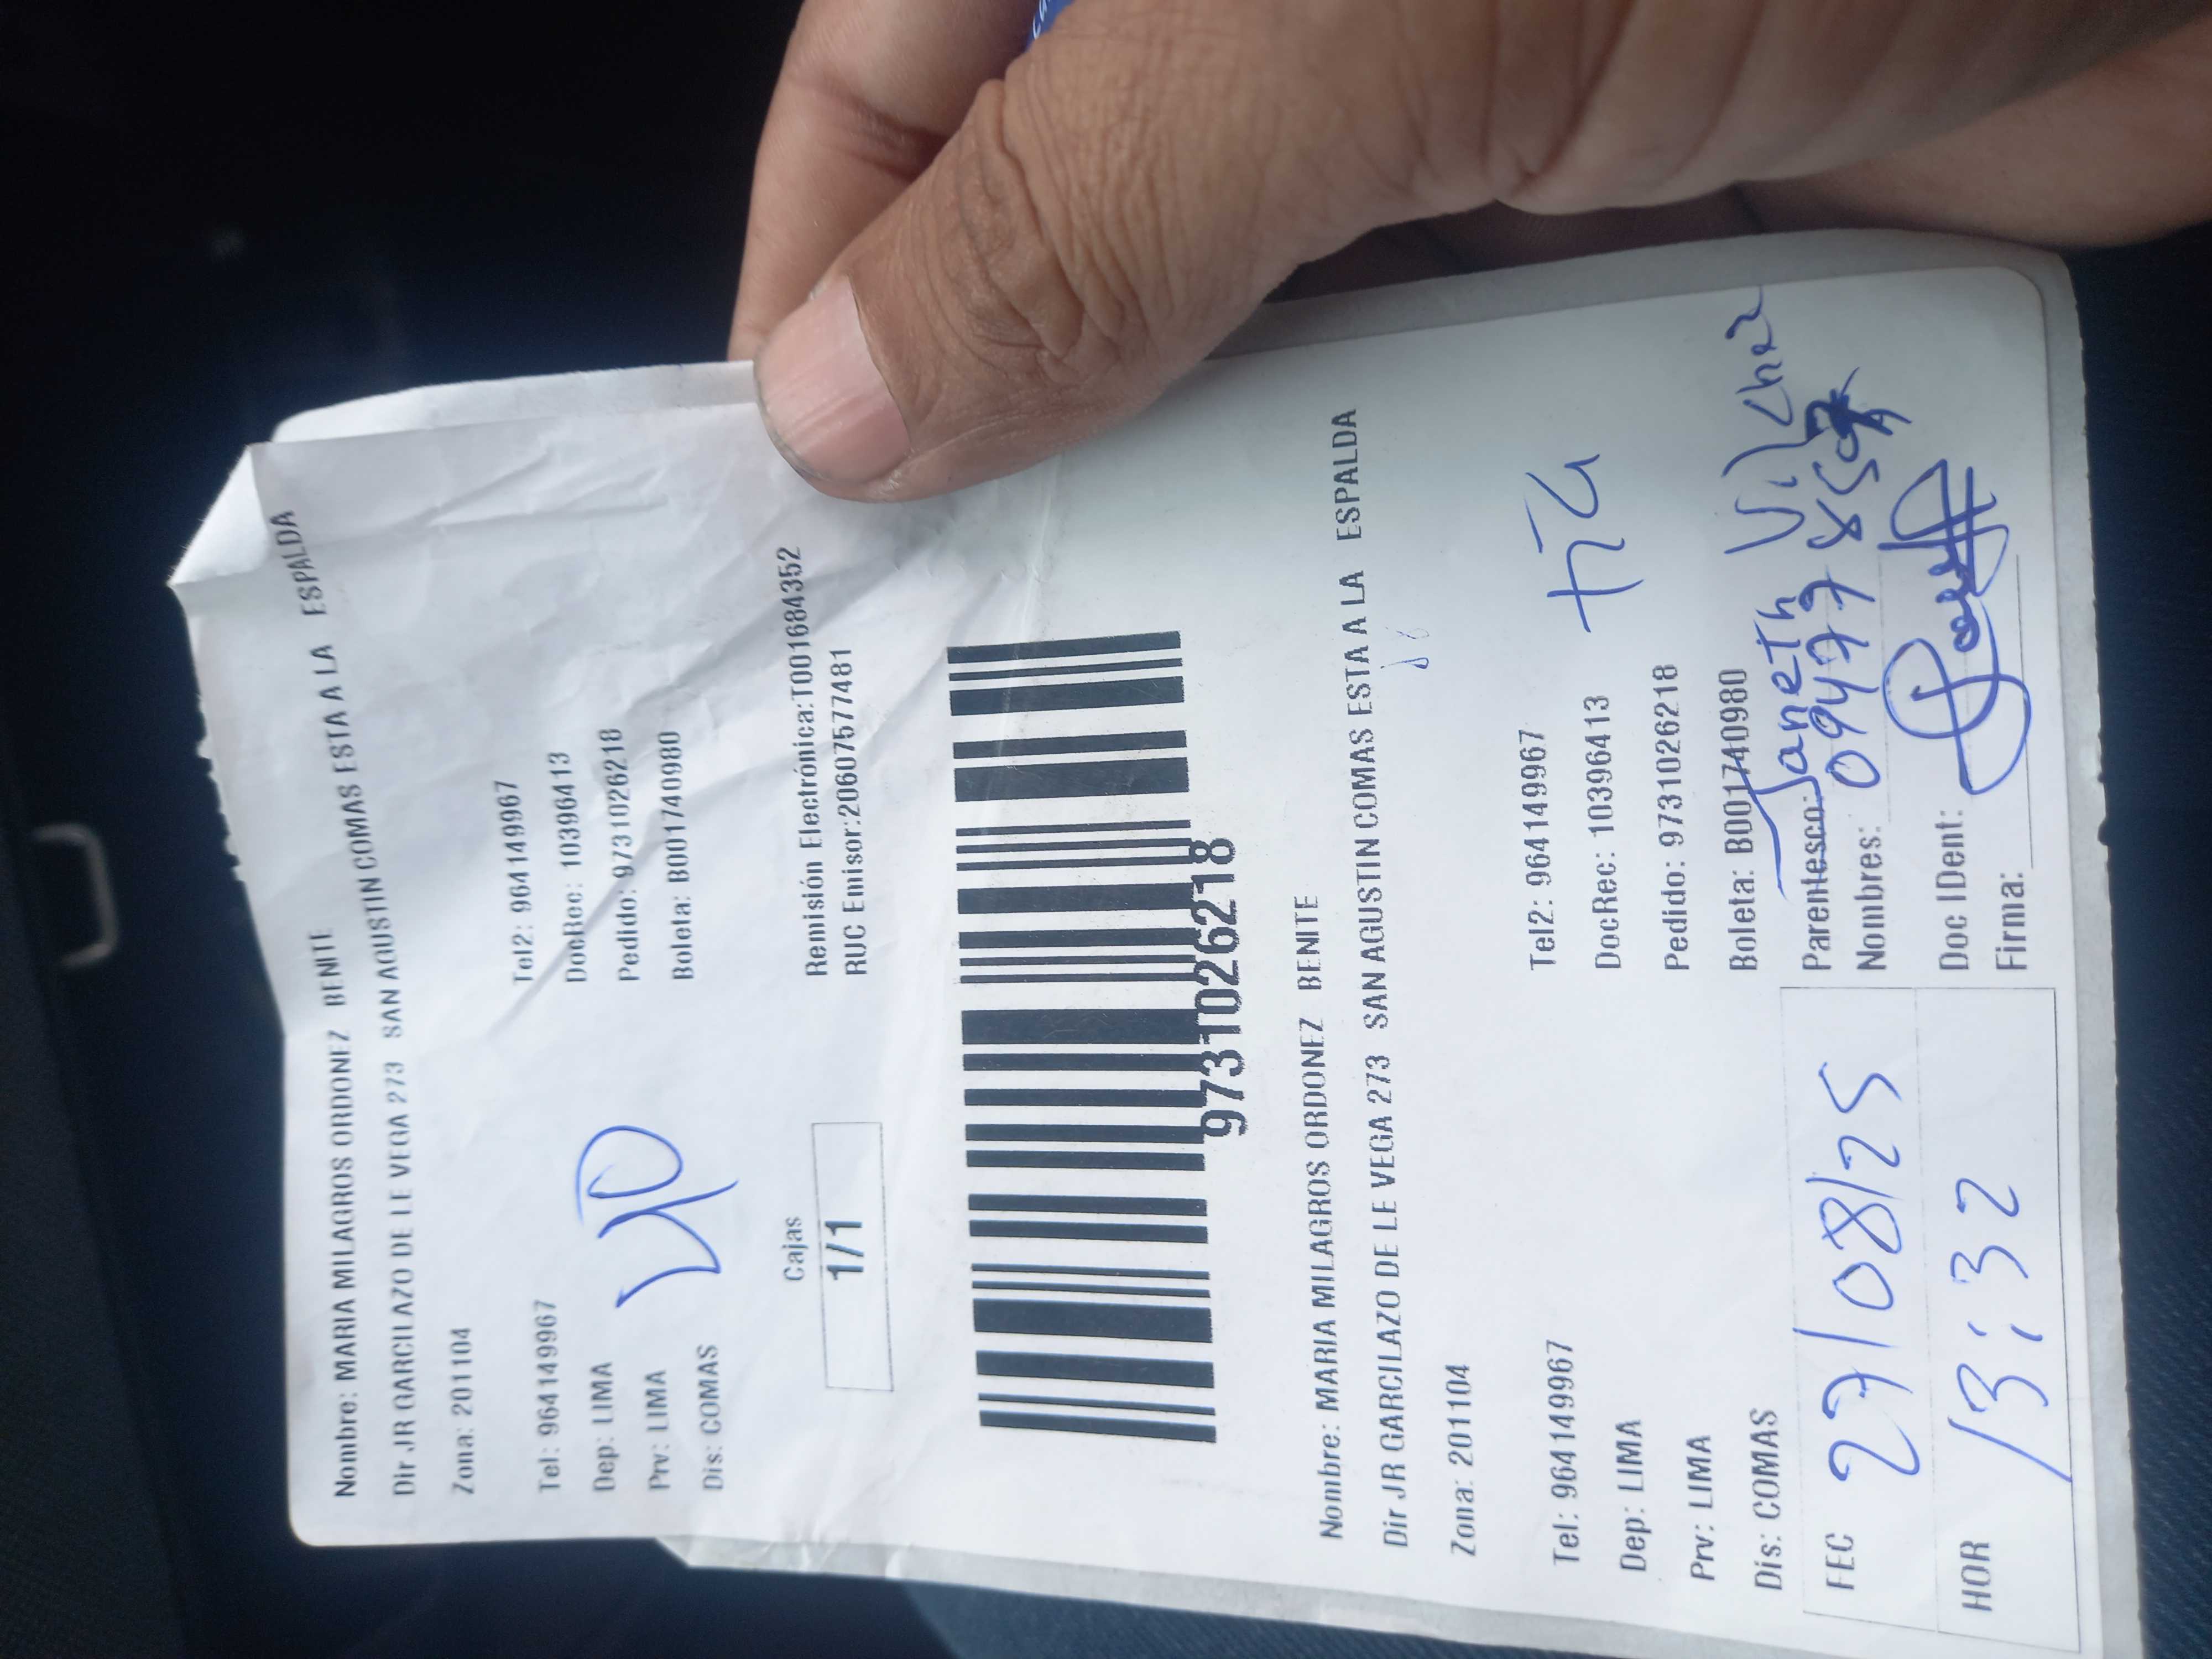 Nombre: MARIA MILAGROS ORDONEZ BENITE
Dir JR GARCILAZO DE LE VEGA 273 SAN AGUSTIN COMAS ESTA A LA ESPALDA
Zona: 201104
Tel: 964149967 Tel2: 964149967
Dep: LIMA DocRec: 10396413
Prv: LIMA Pedido: 9731026218
Dis: COMAS Boleta: B001740980
Cajas Remisión Electrónica:T001684352
1/1 RUC Emisor:20607577481
9731026218
Nombre: MARIA MILAGROS ORDONEZ BENITE
Dir JR GARCILAZO DE LE VEGA 273 SAN AGUSTIN COMAS ESTA A LA ESPALDA
Zona: 201104
Tel: 964149967 Tel2: 964149967
tia
Dep: LIMA DocRec: 10396413
Prv: LIMA Pedido: 9731026218
Dis: COMAS Boleta: B001740980
FEC 27/08/25 Parentesco: Janeth
Nombres:
HOR 13:32 Doc IDent:
Firma: